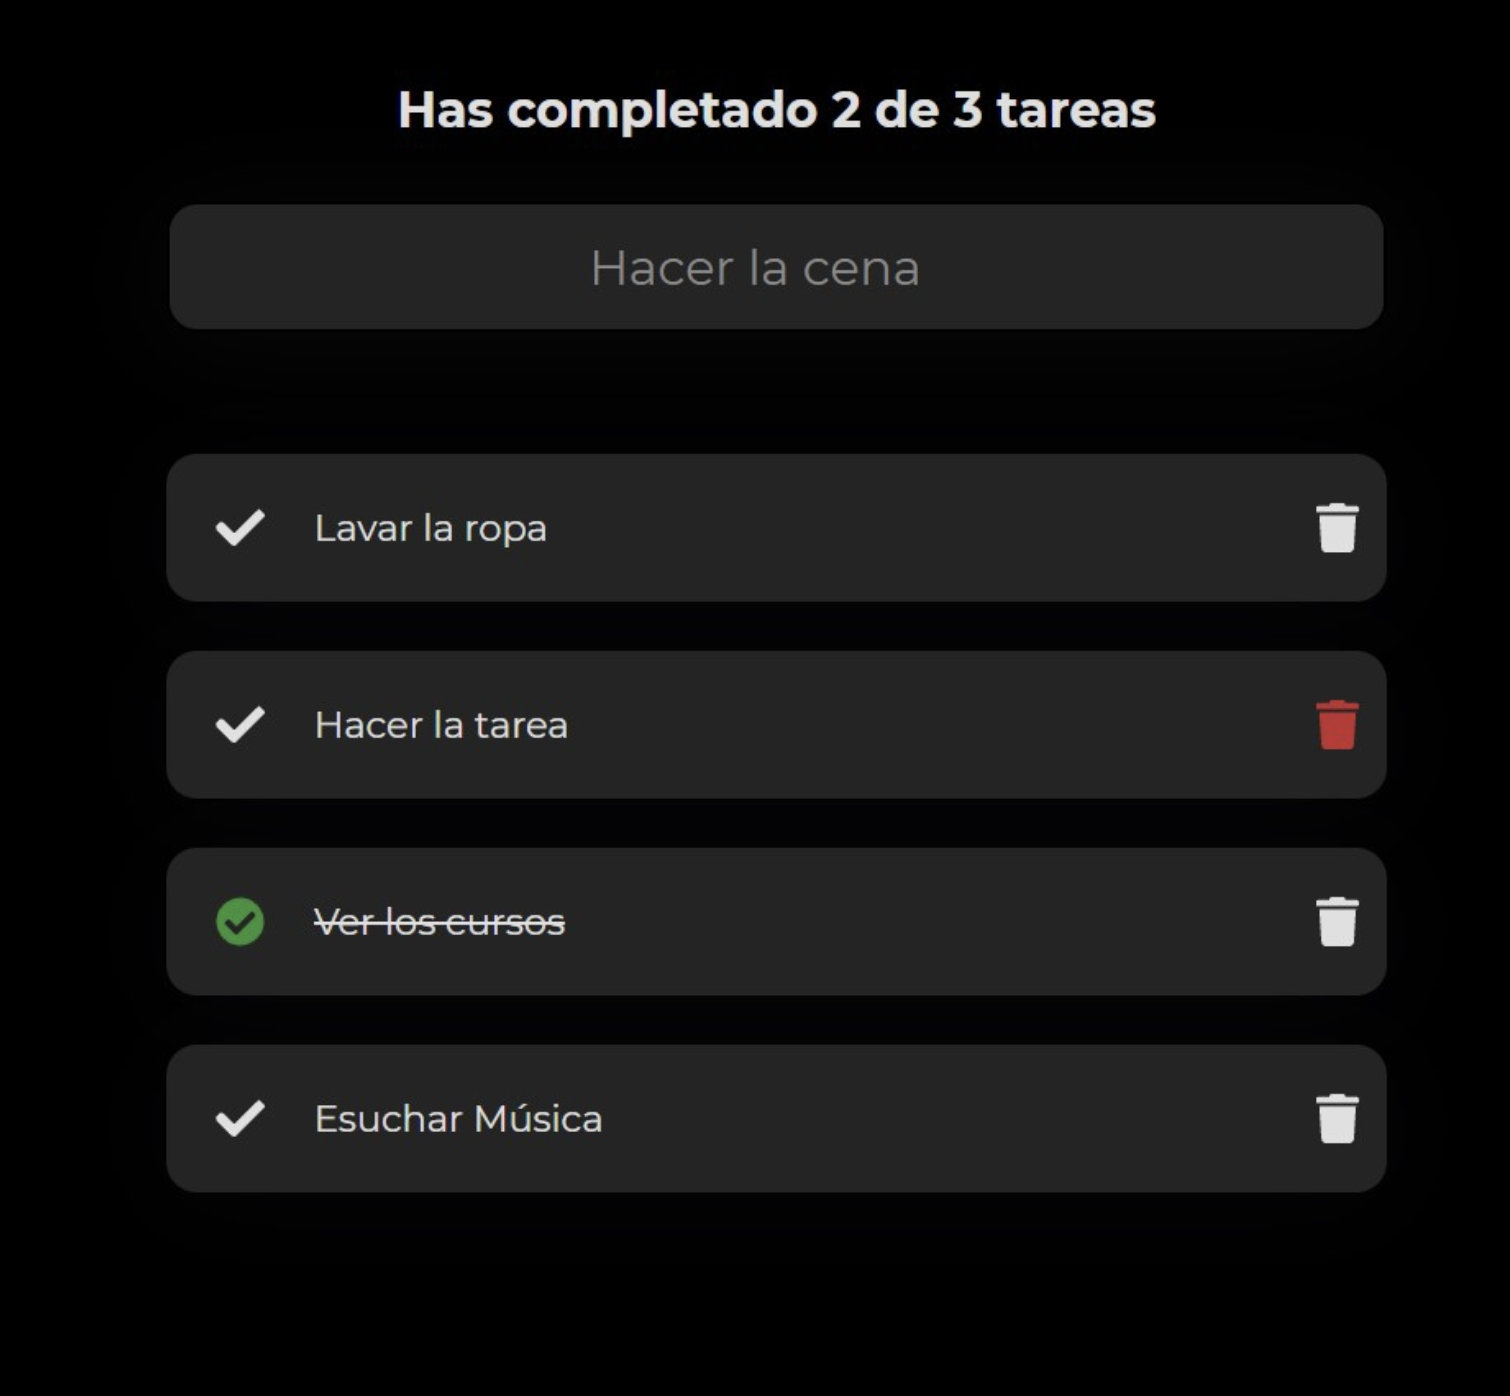 Has completado 2 de 3 tareas
Hacer la cena
Lavar la ropa
Hacer la tarea
Ver los cursos
Esuchar Música